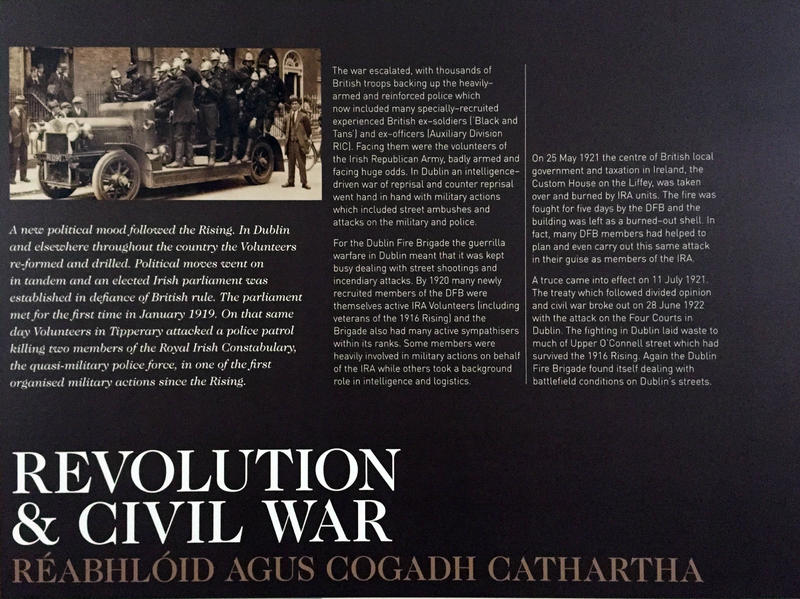 A new political mood followed the Rising. In Dublin
and elsewhere throughout the country the Volunteers
re-formed and drilled. Political moves went on
in tandem and an elected Irish parliament was
established in defiance of British rule. The parliament
met for the first time in January 1919. On that same
day Volunteers in Tipperary attacked a police patrol
killing two members of the Royal Irish Constabulary,
the quasi-military police force, in one of the first
organised military actions since the Rising.
The war escalated, with thousands of
British troops backing up the heavily–
armed and reinforced police which
now included many specially–recruited
experienced British ex–soldiers ('Black and
Tans') and ex–officers (Auxiliary Division
RIC). Facing them were the volunteers of
the Irish Republican Army, badly armed and
facing huge odds. In Dublin an intelligence–
driven war of reprisal and counter reprisal
went hand in hand with military actions
which included street ambushes and
attacks on the military and police.
For the Dublin Fire Brigade the guerrilla
warfare in Dublin meant that it was kept
busy dealing with street shootings and
incendiary attacks. By 1920 many newly
recruited members of the DFB were
themselves active IRA Volunteers (including
veterans of the 1916 Rising) and the
Brigade also had many active sympathisers
within its ranks. Some members were
heavily involved in military actions on behalf
of the IRA while others took a background
role in intelligence and logistics.
On 25 May 1921 the centre of British local
government and taxation in Ireland, the
Custom House on the Liffey, was taken
over and burned by IRA units. The fire was
fought for five days by the DFB and the
building was left as a burned–out shell. In
fact, many DFB members had helped to
plan and even carry out this same attack
in their guise as members of the IRA.
A truce came into effect on 11 July 1921.
The treaty which followed divided opinion
and civil war broke out on 28 June 1922
with the attack on the Four Courts in
Dublin. The fighting in Dublin laid waste to
much of Upper O'Connell street which had
survived the 1916 Rising. Again the Dublin
Fire Brigade found itself dealing with
battlefield conditions on Dublin's streets.
REVOLUTION
& CIVIL WAR
RÉABHLÓID AGUS COGADH CATHARTHA